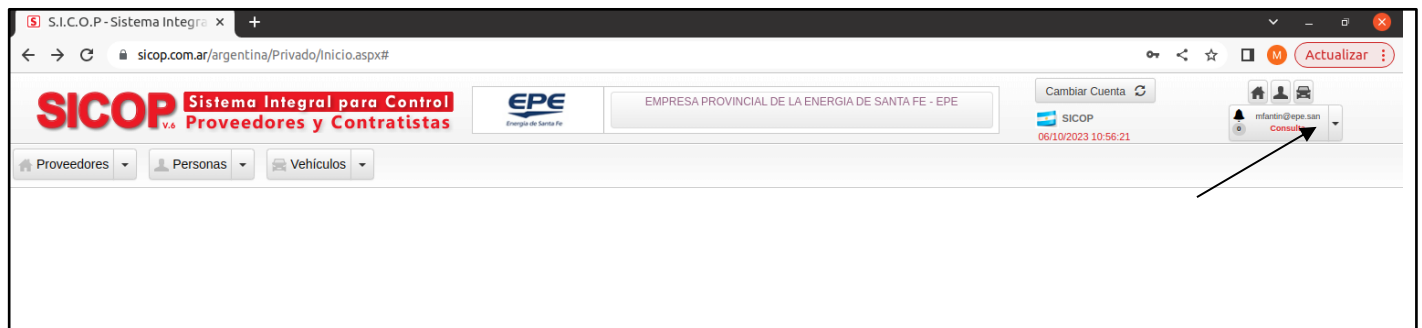 S.I.C.O.P - Sistema Integra
sicop.com.ar/argentina/Privado/Inicio.aspx#
M
Actualizar
SICOP V.6
Sistema Integral para Control
Proveedores y Contratistas
EPE
Energía de Santa Fe
EMPRESA PROVINCIAL DE LA ENERGIA DE SANTA FE - EPE
Cambiar Cuenta
SICOP
06/10/2023 10:56:21
mfantin@epe.san
0
Consulta
Proveedores
Personas
Vehículos